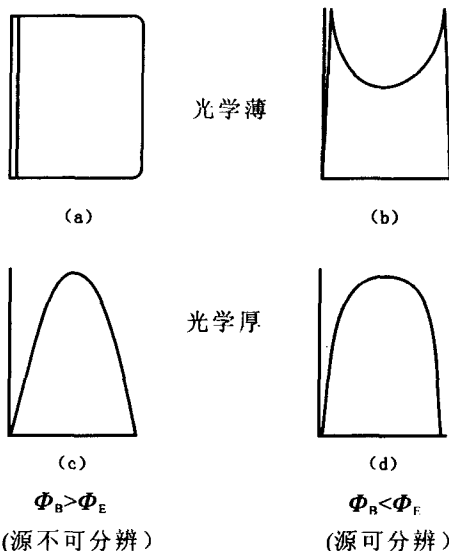 光学薄
(a) (b)
光学厚
(c) (d)
Φ_B>Φ_E Φ_B<Φ_E
(源不可分辨) (源可分辨)